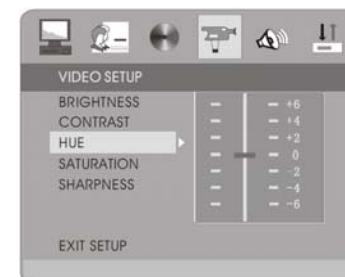 VIDEO SETUP
BRIGHTNESS
CONTRAST
HUE
SATURATION
SHARPNESS
+6
+4
+2
0
-2
-4
-6
EXIT SETUP